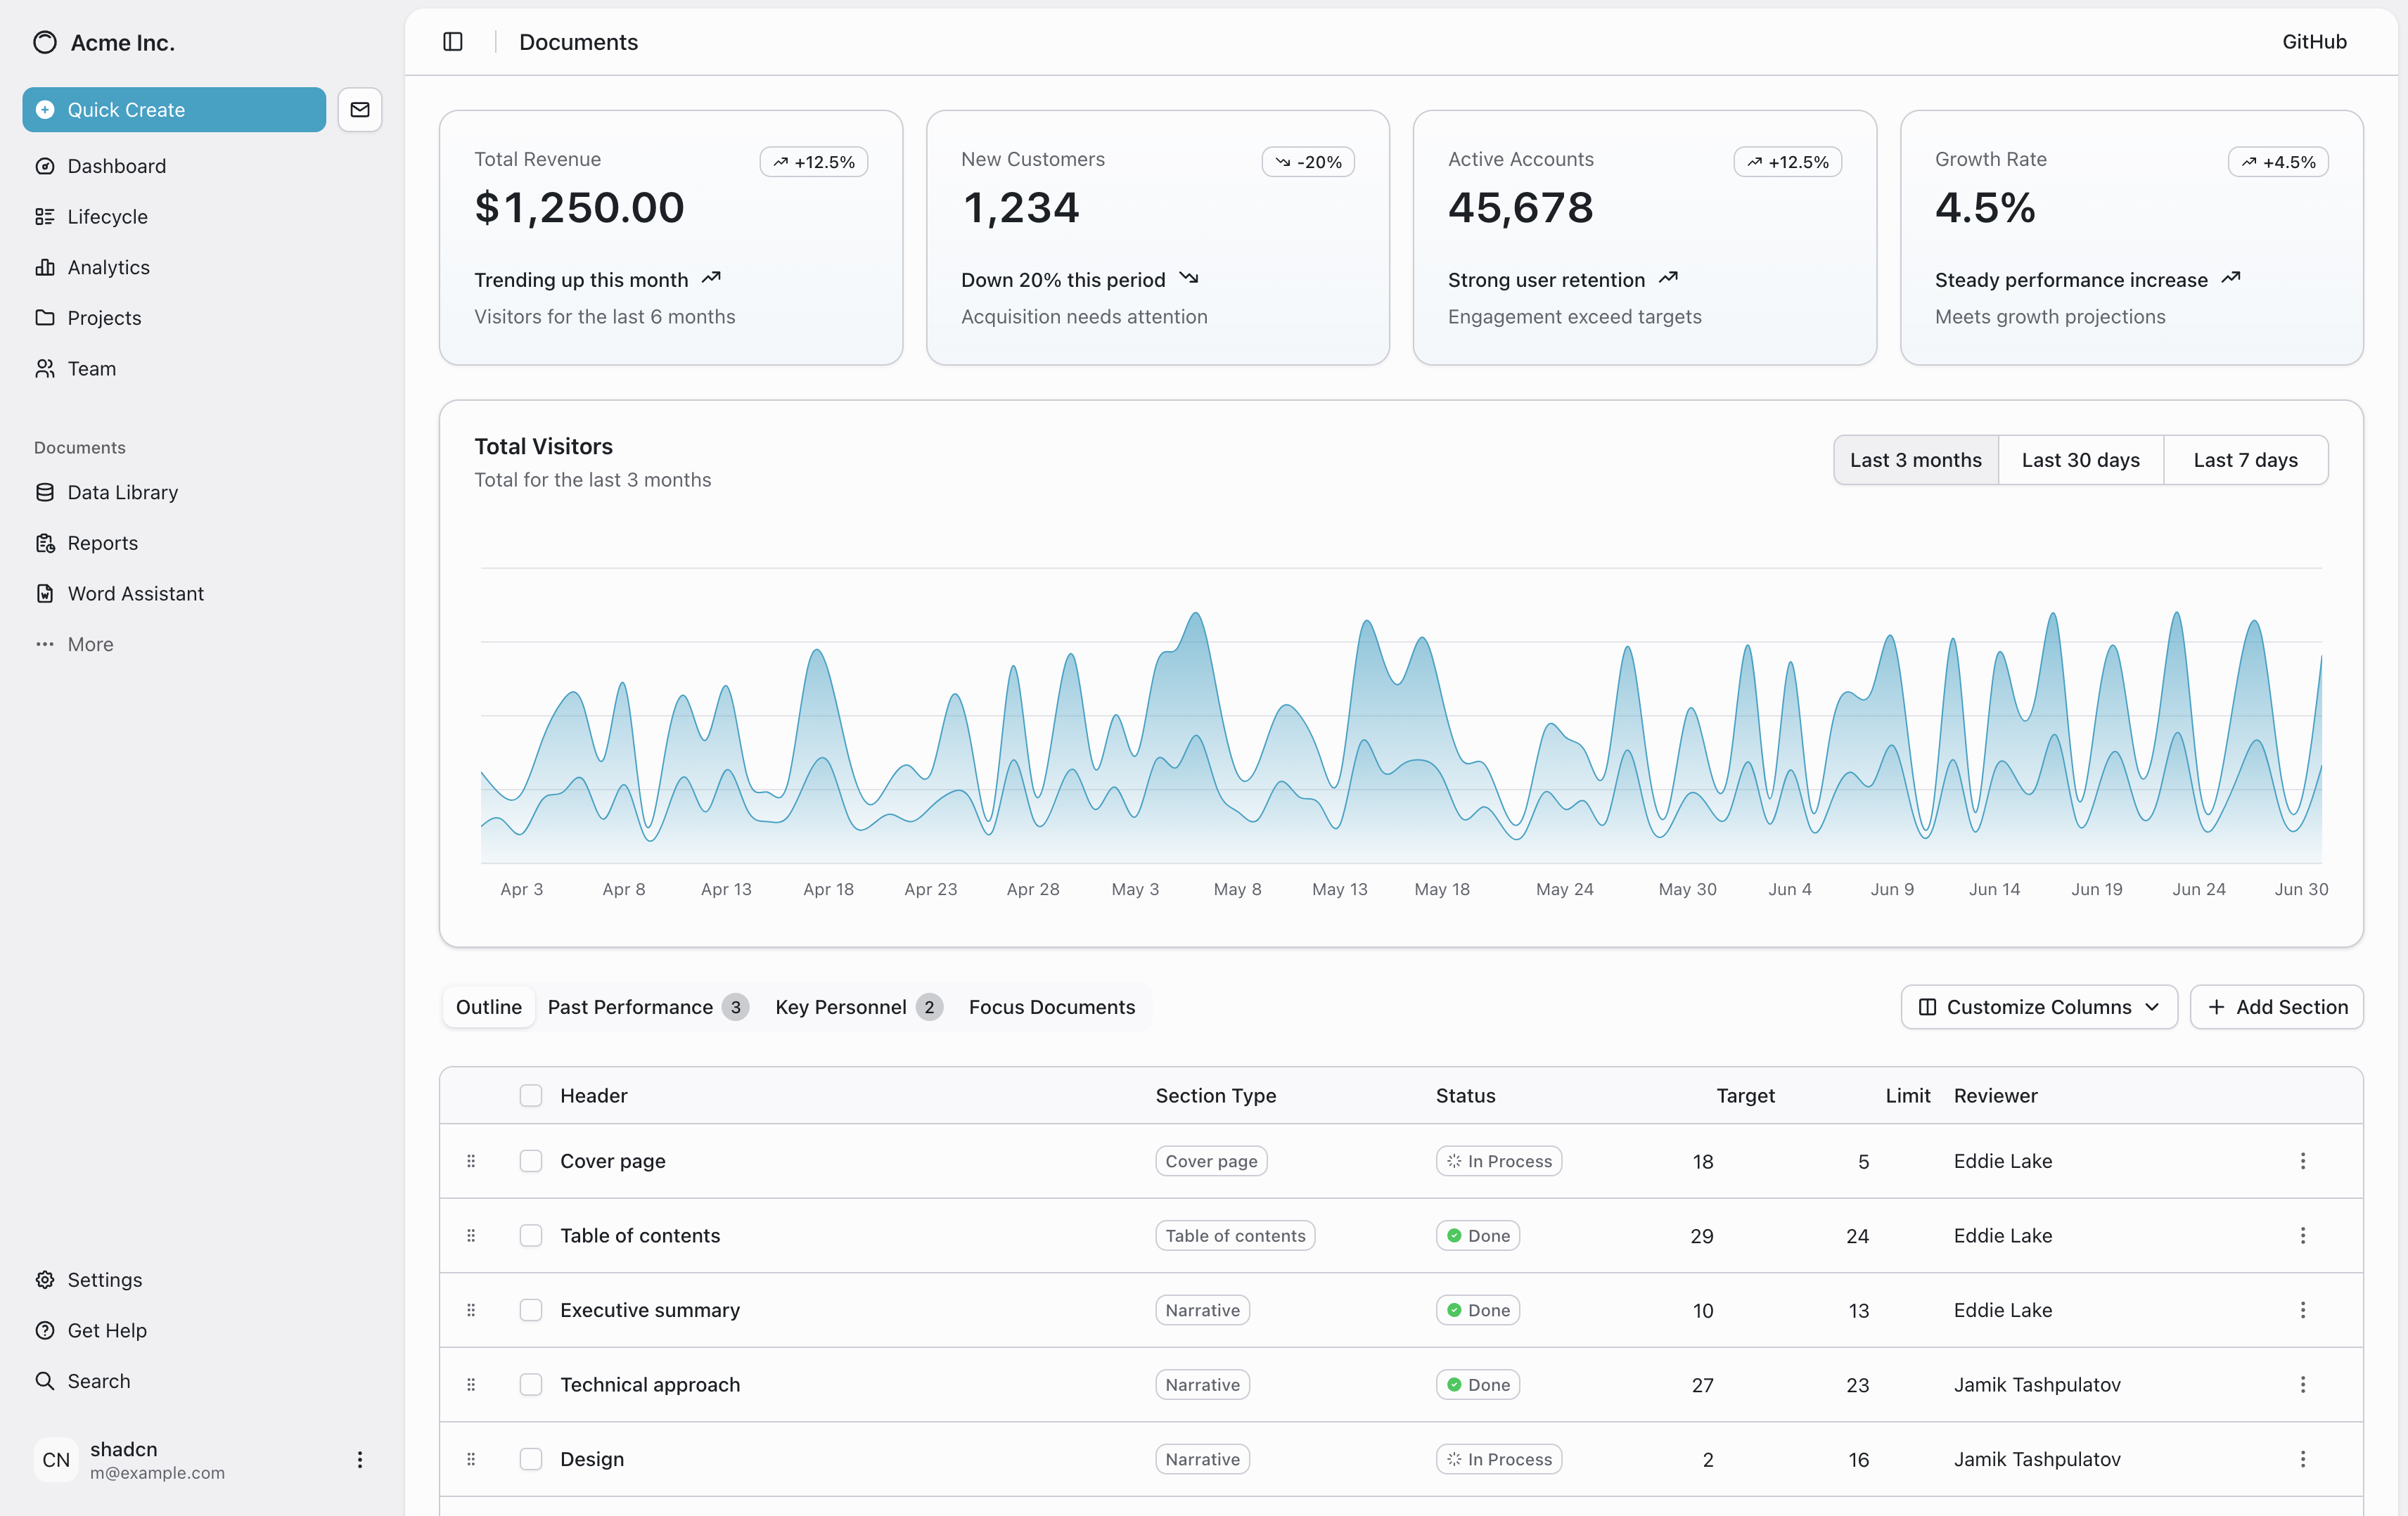 Acme Inc.
Quick Create
Dashboard
Lifecycle
Analytics
Projects
Team
Documents
Data Library
Reports
Word Assistant
More
Settings
Get Help
Search
CN
shadcn
m@example.com
Documents
GitHub
Total Revenue
+12.5%
$1,250.00
Trending up this month
Visitors for the last 6 months
New Customers
-20%
1,234
Down 20% this period
Acquisition needs attention
Active Accounts
+12.5%
45,678
Strong user retention
Engagement exceed targets
Growth Rate
+4.5%
4.5%
Steady performance increase
Meets growth projections
Total Visitors
Total for the last 3 months
Last 3 months Last 30 days Last 7 days
Apr 3 Apr 8 Apr 13 Apr 18 Apr 23 Apr 28 May 3 May 8 May 13 May 18 May 24 May 30 Jun 4 Jun 9 Jun 14 Jun 19 Jun 24 Jun 30
Outline Past Performance 3 Key Personnel 2 Focus Documents
Customize Columns Add Section
Header Section Type Status Target Limit Reviewer
Cover page Cover page In Process 18 5 Eddie Lake
Table of contents Table of contents Done 29 24 Eddie Lake
Executive summary Narrative Done 10 13 Eddie Lake
Technical approach Narrative Done 27 23 Jamik Tashpulatov
Design Narrative In Process 2 16 Jamik Tashpulatov